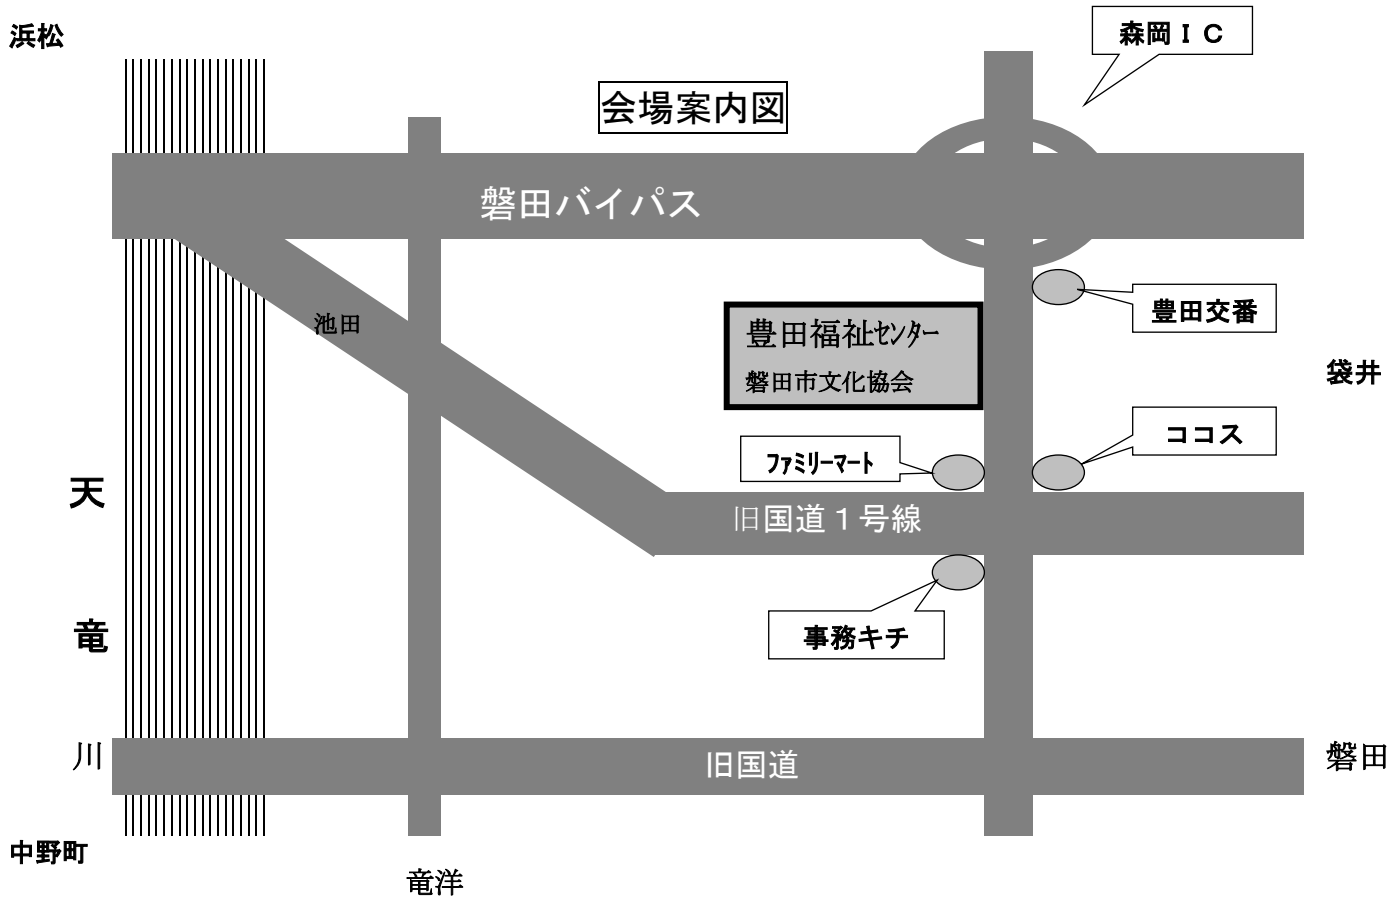 浜松
森岡ＩＣ
会場案内図
磐田バイパス
豊田交番
池田
豊田福祉ｾﾝﾀｰ
磐田市文化協会
袋井
ココス
ﾌｧﾐﾘｰﾏｰﾄ
天
旧国道１号線
竜
事務キチ
川
旧国道
磐田
中野町
竜洋